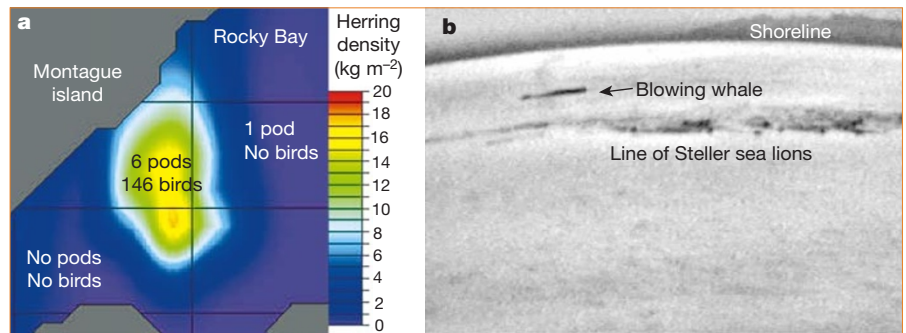 a
Rocky Bay
Montague
island
1 pod
No birds
6 pods
146 birds
No pods
No birds
Herring
density
(kg m–2)
20
18
16
14
12
10
8
6
4
2
0
b
Shoreline
Blowing whale
Line of Steller sea lions